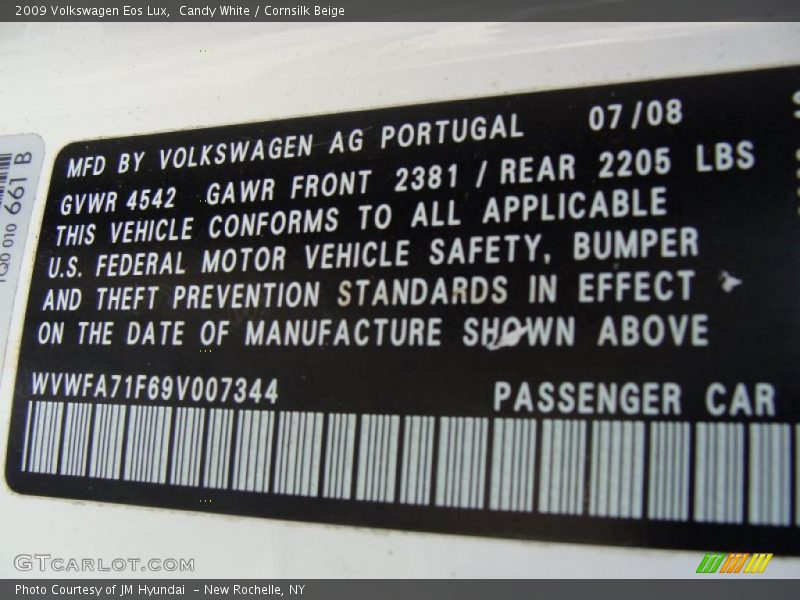 2009 Volkswagen Eos Lux, Candy White / Cornsilk Beige
MFD BY VOLKSWAGEN AG PORTUGAL 07/08
GVWR 4542 GAWR FRONT 2381 / REAR 2205 LBS
THIS VEHICLE CONFORMS TO ALL APPLICABLE
U.S. FEDERAL MOTOR VEHICLE SAFETY, BUMPER
AND THEFT PREVENTION STANDARDS IN EFFECT
ON THE DATE OF MANUFACTURE SHOWN ABOVE
WVWFA71F69V007344 PASSENGER CAR
1Q0 010 661 B
GTCARLOT.COM
Photo Courtesy of JM Hyundai - New Rochelle, NY